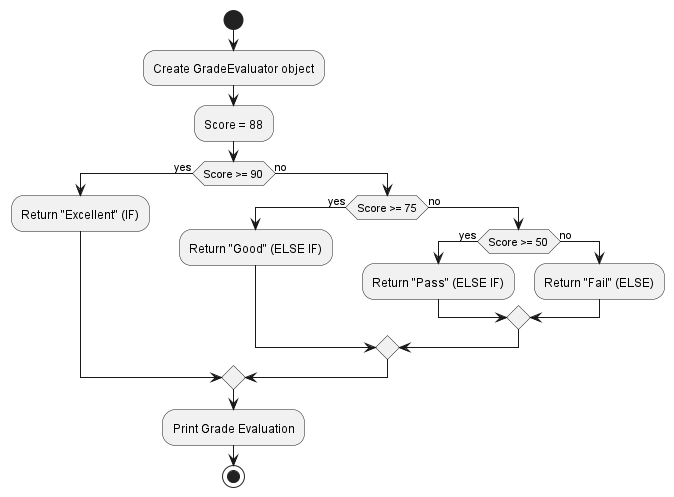 Create GradeEvaluator object
Score = 88
yes
Score >= 90
no
Return "Excellent" (IF)
yes
Score >= 75
no
Return "Good" (ELSE IF)
yes
Score >= 50
no
Return "Pass" (ELSE IF)
Return "Fail" (ELSE)
Print Grade Evaluation